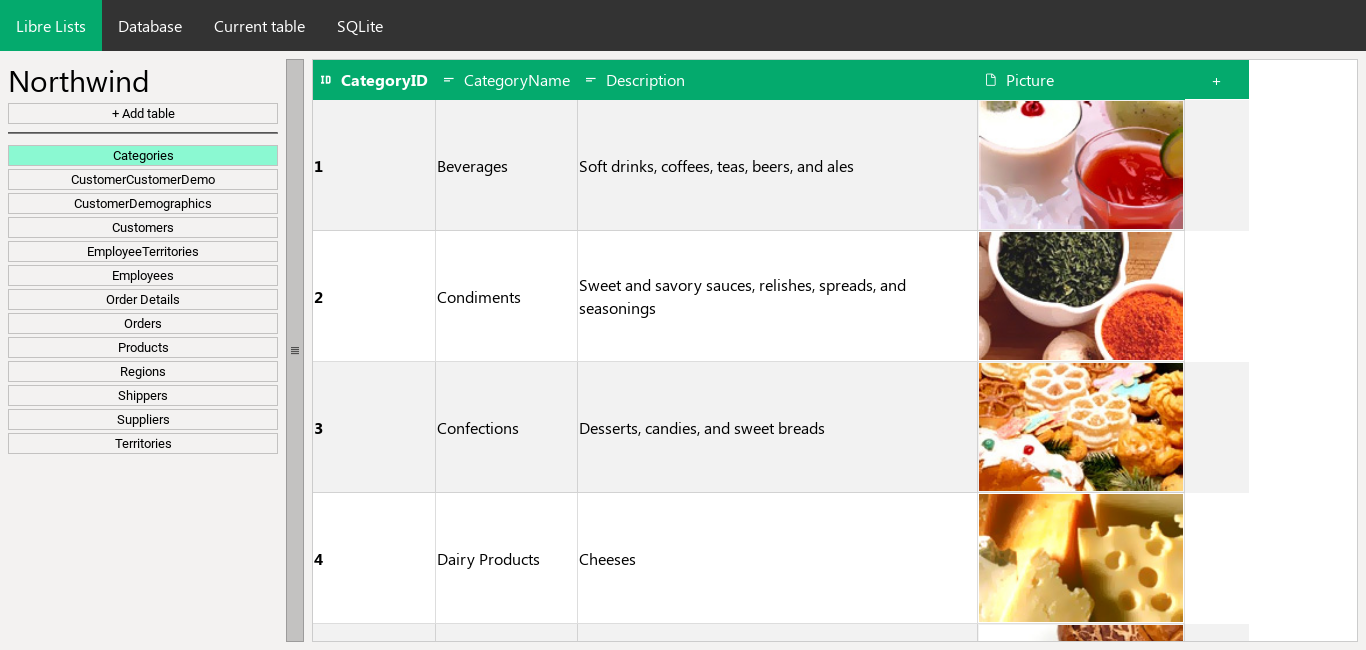 Libre Lists Database Current table SQLite
Northwind
+ Add table
Categories
CustomerCustomerDemo
CustomerDemographics
Customers
EmployeeTerritories
Employees
Order Details
Orders
Products
Regions
Shippers
Suppliers
Territories
CategoryID CategoryName Description Picture +
1 Beverages Soft drinks, coffees, teas, beers, and ales
2 Condiments Sweet and savory sauces, relishes, spreads, and
seasonings
3 Confections Desserts, candies, and sweet breads
4 Dairy Products Cheeses